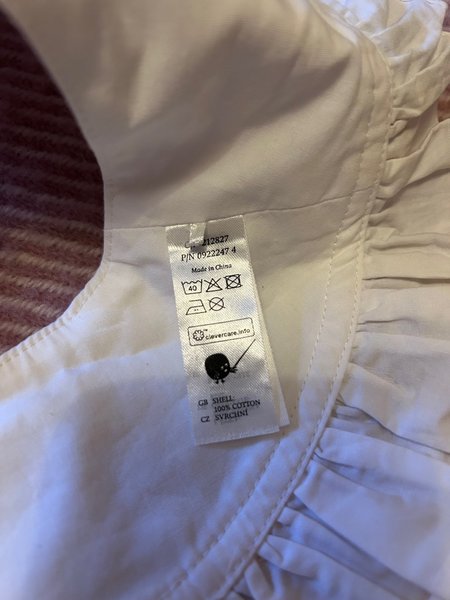 212827
P/N 0922247 4
Made in China
40
clevercare.info
GB SHELL:
100% COTTON
CZ SVRCHNÍ